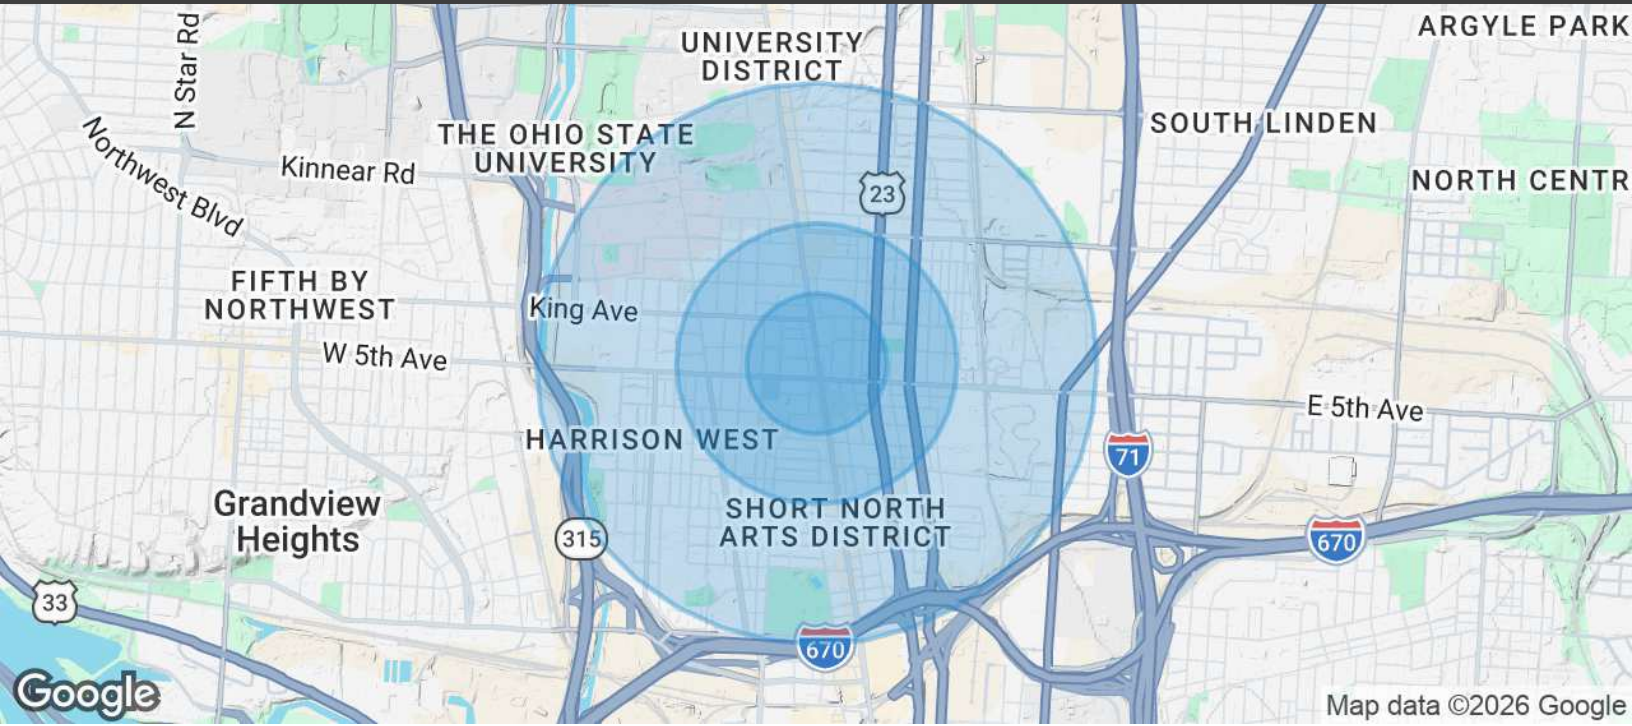 ARGYLE PARK
N Star Rd
UNIVERSITY
DISTRICT
SOUTH LINDEN
Northwest Blvd
THE OHIO STATE
UNIVERSITY
Kinnear Rd
23
NORTH CENTR
FIFTH BY
NORTHWEST
King Ave
W 5th Ave
E 5th Ave
HARRISON WEST
71
Grandview
Heights
SHORT NORTH
ARTS DISTRICT
315
670
33
670
Google
Map data ©2026 Google